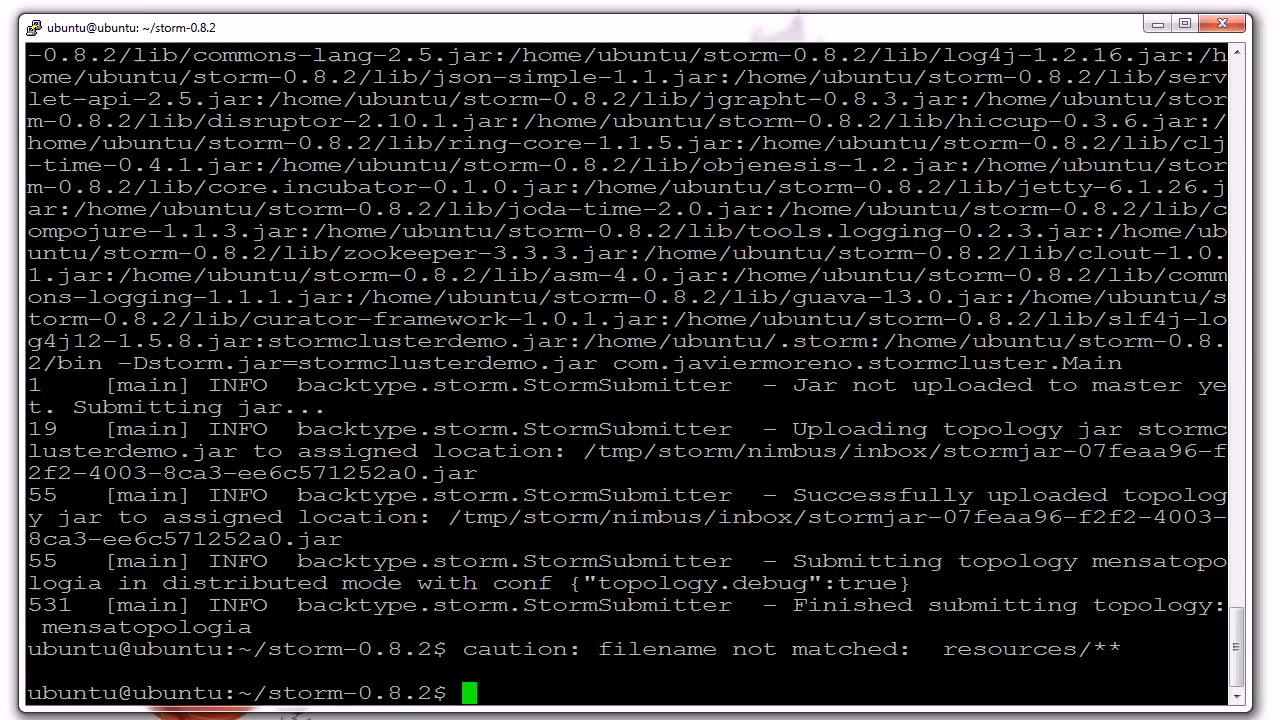 ubuntu@ubuntu: ~/storm-0.8.2
-0.8.2/lib/commons-lang-2.5.jar:/home/ubuntu/storm-0.8.2/lib/log4j-1.2.16.jar:/h
ome/ubuntu/storm-0.8.2/lib/json-simple-1.1.jar:/home/ubuntu/storm-0.8.2/lib/serv
let-api-2.5.jar:/home/ubuntu/storm-0.8.2/lib/jgrapht-0.8.3.jar:/home/ubuntu/stor
m-0.8.2/lib/disruptor-2.10.1.jar:/home/ubuntu/storm-0.8.2/lib/hiccup-0.3.6.jar:/
home/ubuntu/storm-0.8.2/lib/ring-core-1.1.5.jar:/home/ubuntu/storm-0.8.2/lib/clj
-time-0.4.1.jar:/home/ubuntu/storm-0.8.2/lib/objenesis-1.2.jar:/home/ubuntu/stor
m-0.8.2/lib/core.incubator-0.1.0.jar:/home/ubuntu/storm-0.8.2/lib/jetty-6.1.26.j
ar:/home/ubuntu/storm-0.8.2/lib/joda-time-2.0.jar:/home/ubuntu/storm-0.8.2/lib/c
ompojure-1.1.3.jar:/home/ubuntu/storm-0.8.2/lib/tools.logging-0.2.3.jar:/home/ub
untu/storm-0.8.2/lib/zookeeper-3.3.3.jar:/home/ubuntu/storm-0.8.2/lib/clout-1.0.
1.jar:/home/ubuntu/storm-0.8.2/lib/asm-4.0.jar:/home/ubuntu/storm-0.8.2/lib/comm
ons-logging-1.1.1.jar:/home/ubuntu/storm-0.8.2/lib/guava-13.0.jar:/home/ubuntu/s
torm-0.8.2/lib/curator-framework-1.0.1.jar:/home/ubuntu/storm-0.8.2/lib/slf4j-lo
g4j12-1.5.8.jar:stormclusterdemo.jar:/home/ubuntu/.storm:/home/ubuntu/storm-0.8.
2/bin -Dstorm.jar=stormclusterdemo.jar com.javiermoreno.stormcluster.Main
1    [main] INFO  backtype.storm.StormSubmitter  - Jar not uploaded to master ye
t. Submitting jar...
19   [main] INFO  backtype.storm.StormSubmitter  - Uploading topology jar stormc
lusterdemo.jar to assigned location: /tmp/storm/nimbus/inbox/stormjar-07feaa96-f
2f2-4003-8ca3-ee6c571252a0.jar
55   [main] INFO  backtype.storm.StormSubmitter  - Successfully uploaded topolog
y jar to assigned location: /tmp/storm/nimbus/inbox/stormjar-07feaa96-f2f2-4003-
8ca3-ee6c571252a0.jar
55   [main] INFO  backtype.storm.StormSubmitter  - Submitting topology mensatopo
logia in distributed mode with conf {"topology.debug":true}
531  [main] INFO  backtype.storm.StormSubmitter  - Finished submitting topology:
 mensatopologia
ubuntu@ubuntu:~/storm-0.8.2$ caution: filename not matched:  resources/**
ubuntu@ubuntu:~/storm-0.8.2$